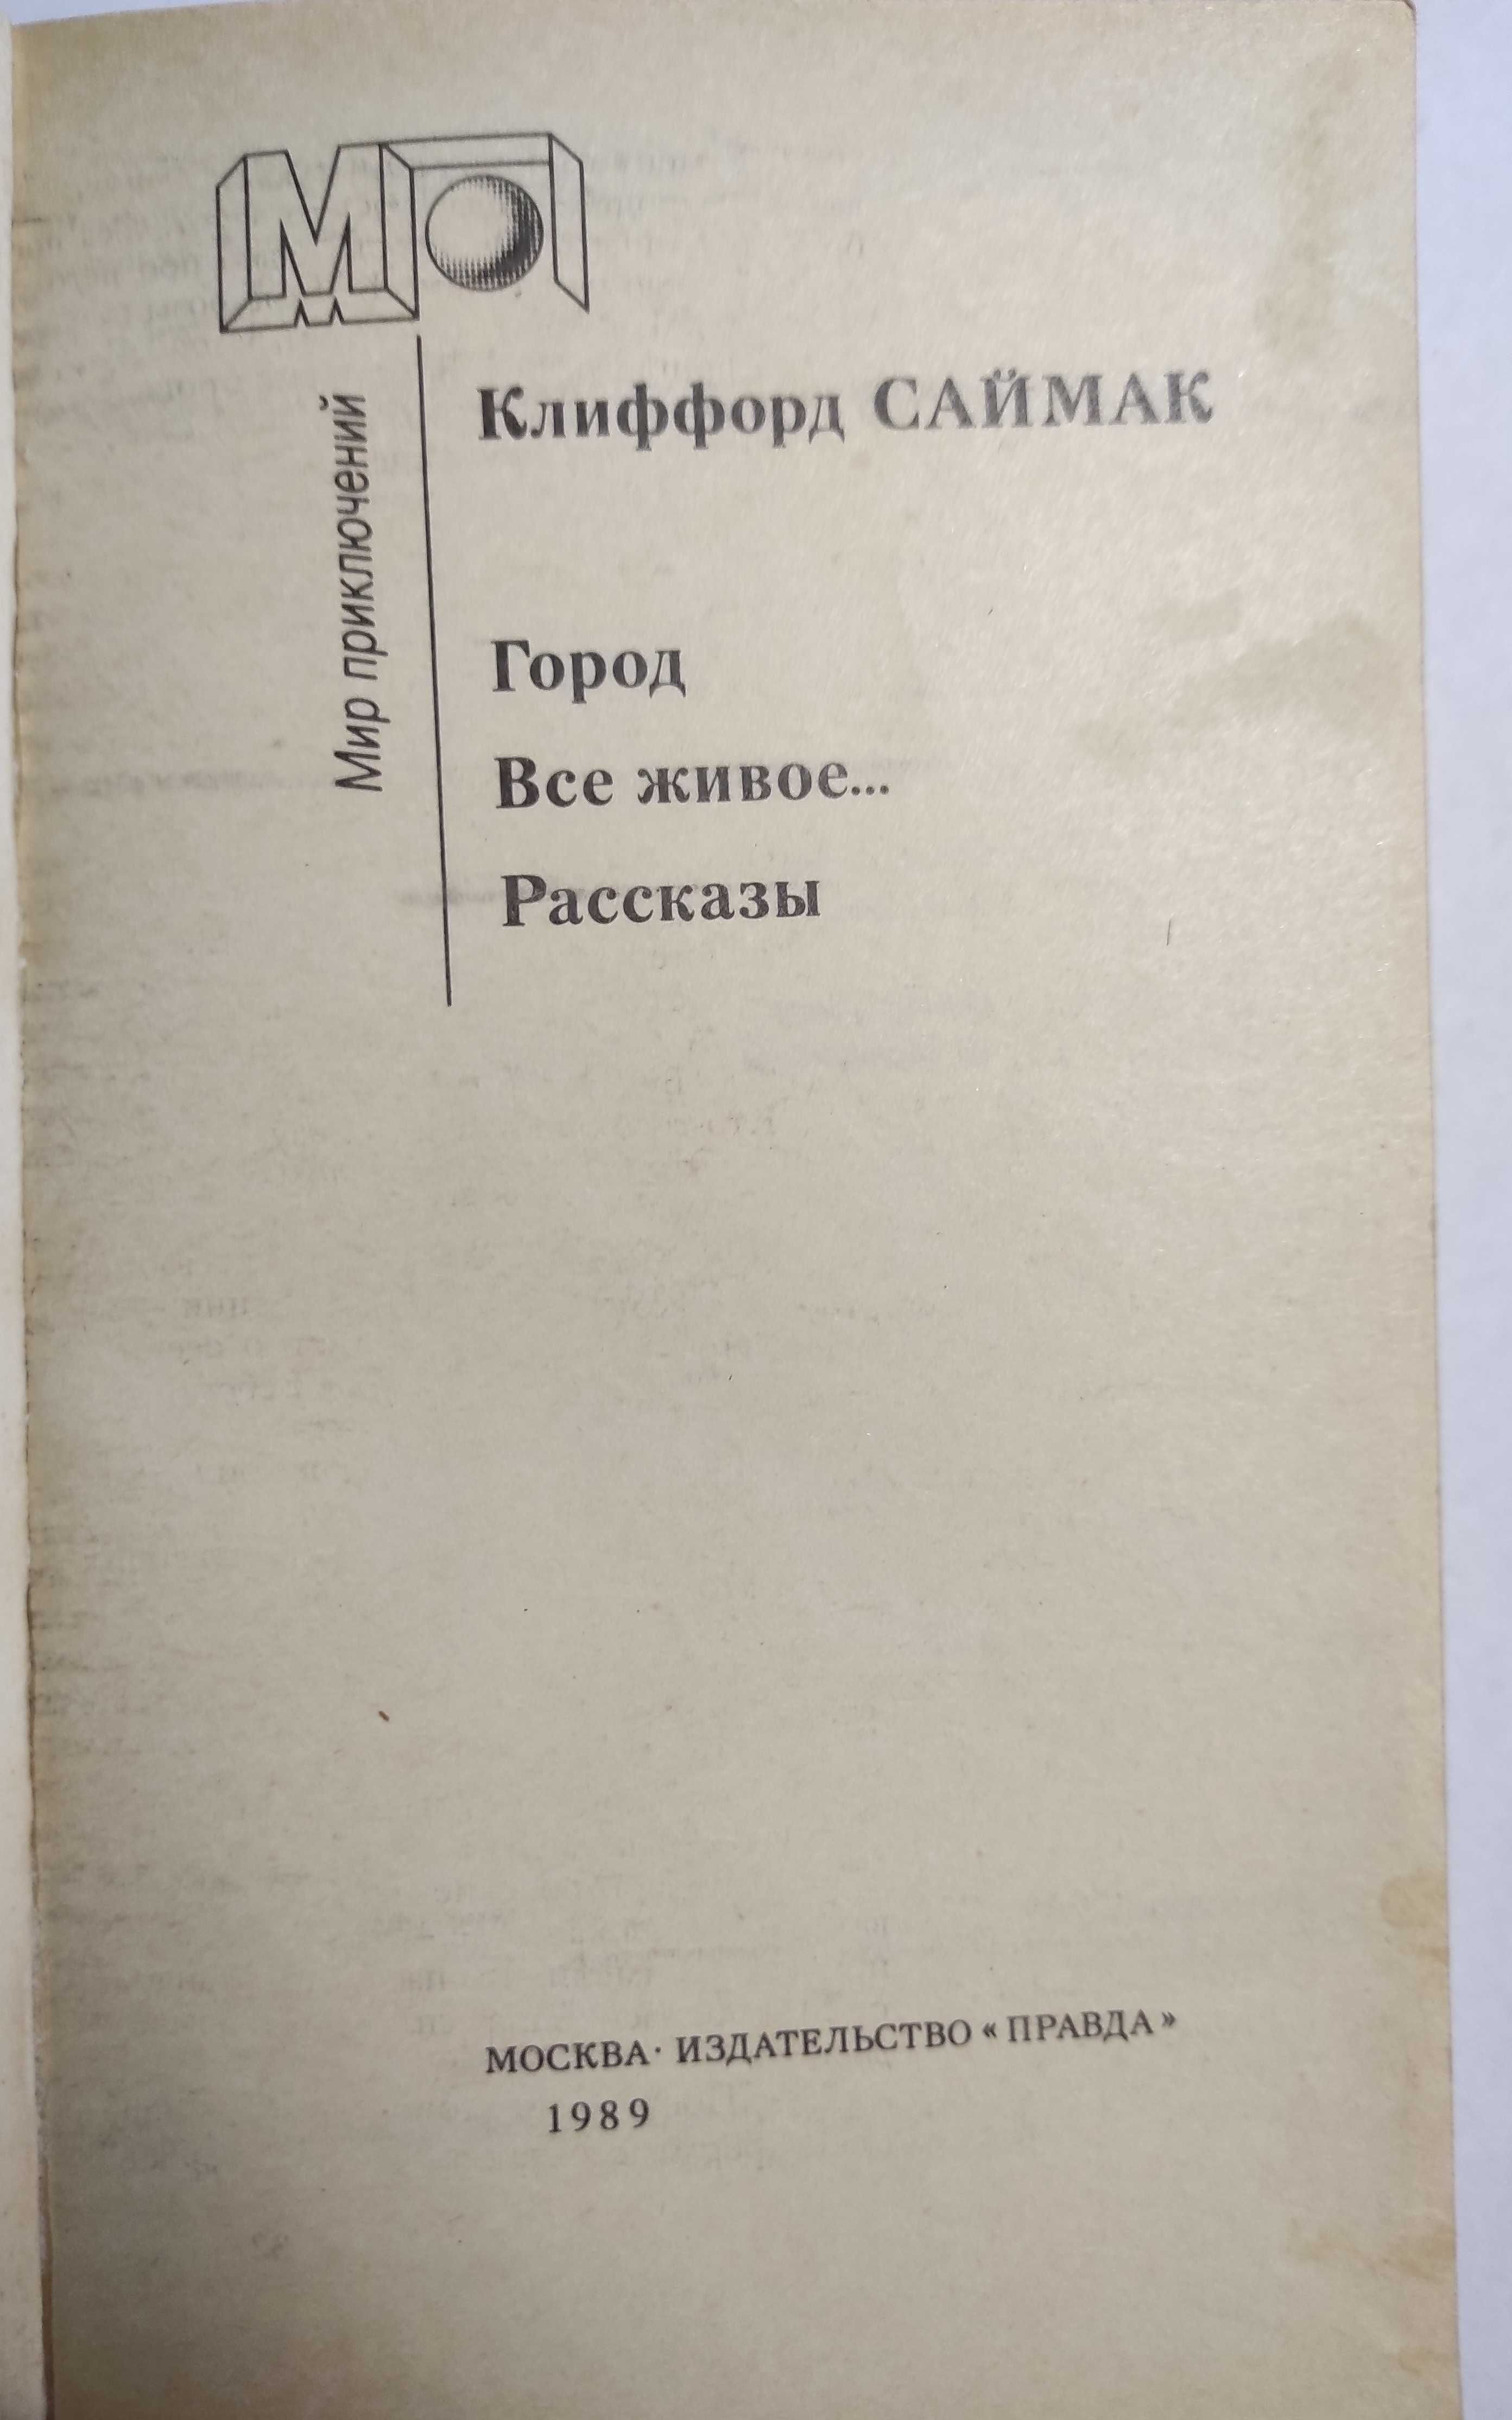 МП
Мир приключений
Клиффорд САЙМАК
Город
Все живое...
Рассказы
МОСКВА · ИЗДАТЕЛЬСТВО « ПРАВДА »
1989